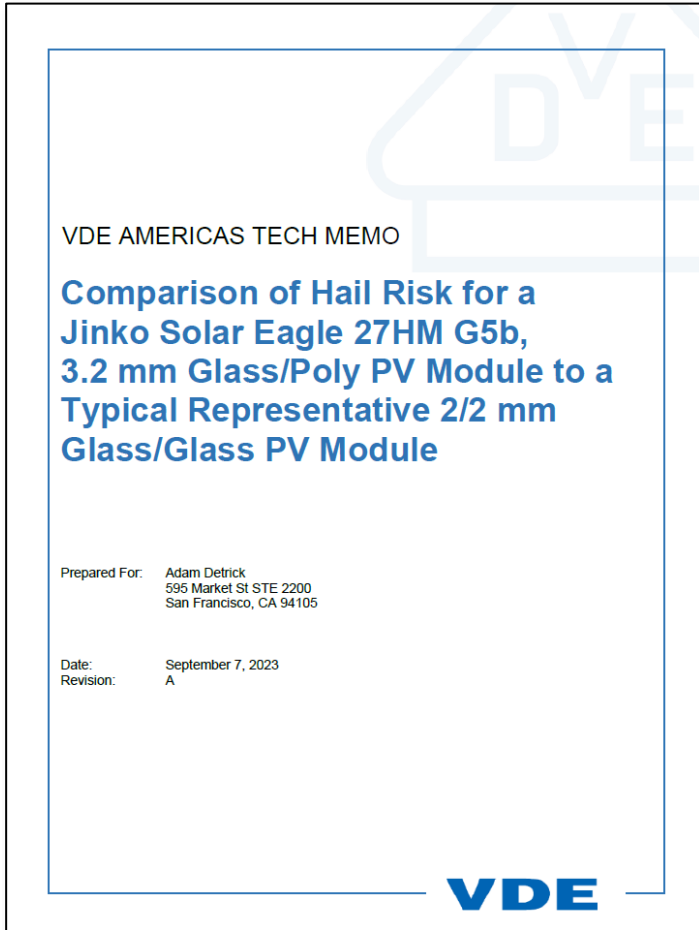 VDE
VDE AMERICAS TECH MEMO
Comparison of Hail Risk for a
Jinko Solar Eagle 27HM G5b,
3.2 mm Glass/Poly PV Module to a
Typical Representative 2/2 mm
Glass/Glass PV Module
Prepared For: Adam Detrick
595 Market St STE 2200
San Francisco, CA 94105
Date: September 7, 2023
Revision: A
VDE